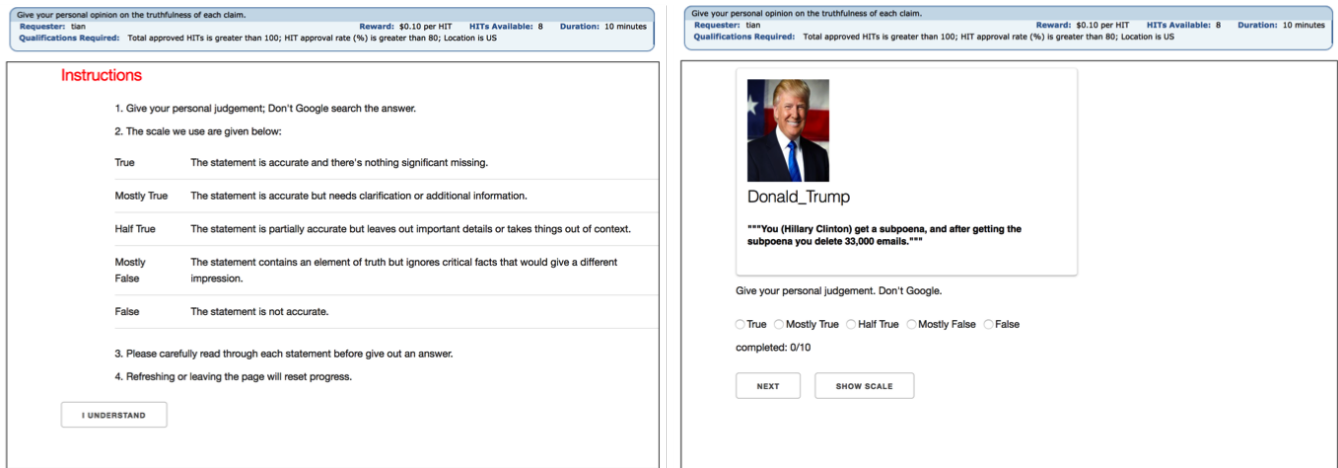 Give your personal opinion on the truthfulness of each claim.
Requester: tian Reward: $0.10 per HIT HITs Available: 8 Duration: 10 minutes
Qualifications Required: Total approved HITs is greater than 100; HIT approval rate (%) is greater than 80; Location is US
Instructions
1. Give your personal judgement; Don't Google search the answer.
2. The scale we use are given below:
True The statement is accurate and there's nothing significant missing.
Mostly True The statement is accurate but needs clarification or additional information.
Half True The statement is partially accurate but leaves out important details or takes things out of context.
Mostly The statement contains an element of truth but ignores critical facts that would give a different
False impression.
False The statement is not accurate.
3. Please carefully read through each statement before give out an answer.
4. Refreshing or leaving the page will reset progress.
I UNDERSTAND
Give your personal opinion on the truthfulness of each claim.
Requester: tian Reward: $0.10 per HIT HITs Available: 8 Duration: 10 minutes
Qualifications Required: Total approved HITs is greater than 100; HIT approval rate (%) is greater than 80; Location is US
Donald_Trump
"""You (Hillary Clinton) get a subpoena, and after getting the
subpoena you delete 33,000 emails."""
Give your personal judgement. Don't Google.
True Mostly True Half True Mostly False False
completed: 0/10
NEXT SHOW SCALE